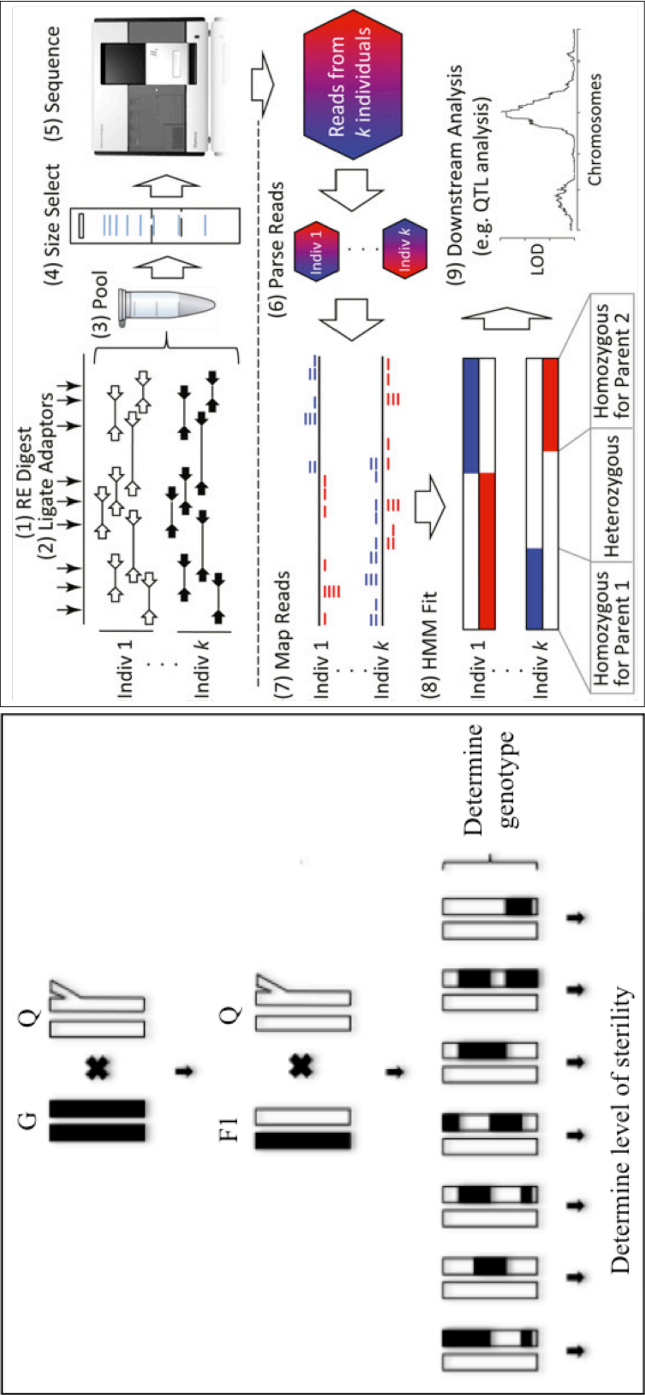 G
Q
F1
Q
Determine
genotype
Determine level of sterility
(1) RE Digest
(2) Ligate Adaptors
Indiv 1
Indiv k
(3) Pool
(4) Size Select
(5) Sequence
Reads from
k individuals
(6) Parse Reads
Indiv 1
Indiv k
(7) Map Reads
Indiv 1
Indiv k
(8) HMM Fit
Indiv 1
Indiv k
Homozygous
for Parent 1
Heterozygous
Homozygous
for Parent 2
(9) Downstream Analysis
(e.g. QTL analysis)
LOD
Chromosomes